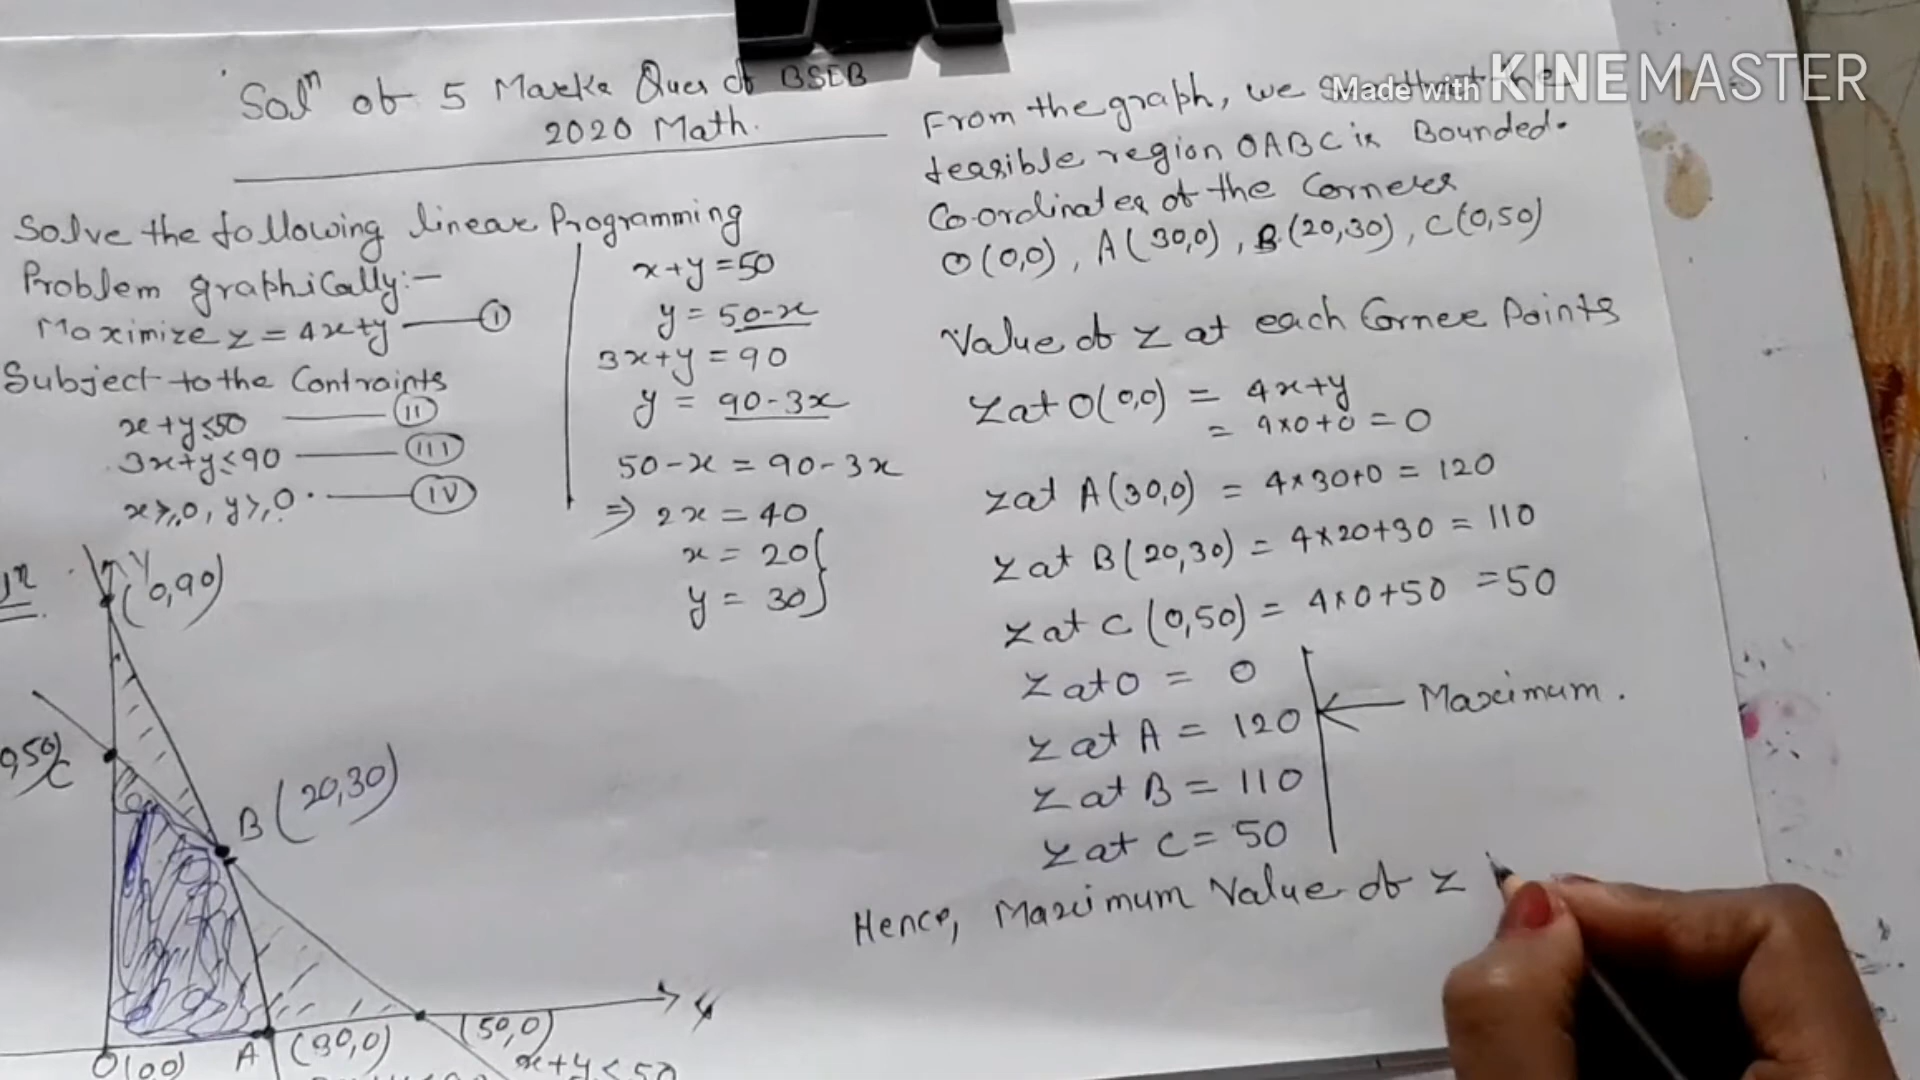 Solⁿ of 5 Marks Ques of BSEB
2020 Math.
Solve the following linear Programming
Problem graphically:-
Maximize z = 4x+y —— (I)
Subject to the Contraints
x+y≤50 —— (II)
3x+y≤90 —— (III)
x≥0, y≥0. —— (IV)
x+y=50
y = 50-x
3x+y = 90
y = 90-3x
50-x = 90-3x
⇒ 2x = 40
x = 20
y = 30
Y
(0,90)
0,50)
C
B (20,30)
O(0,0)
A (30,0)
(50,0)
x+y≤50
From the graph, we
feasible region OABC is Bounded.
Co-ordinates of the Corners
O(0,0), A(30,0), B(20,30), C(0,50)
Value of Z at each Corner Points
Z at O(0,0) = 4x+y
= 4×0+0 = 0
Z at A(30,0) = 4×30+0 = 120
Z at B(20,30) = 4×20+30 = 110
Z at C (0,50) = 4×0+50 =50
Z at O = 0
Z at A = 120 ← Maximum.
Z at B = 110
Z at C = 50
Hence, Maximum Value of Z
Made with KINEMASTER